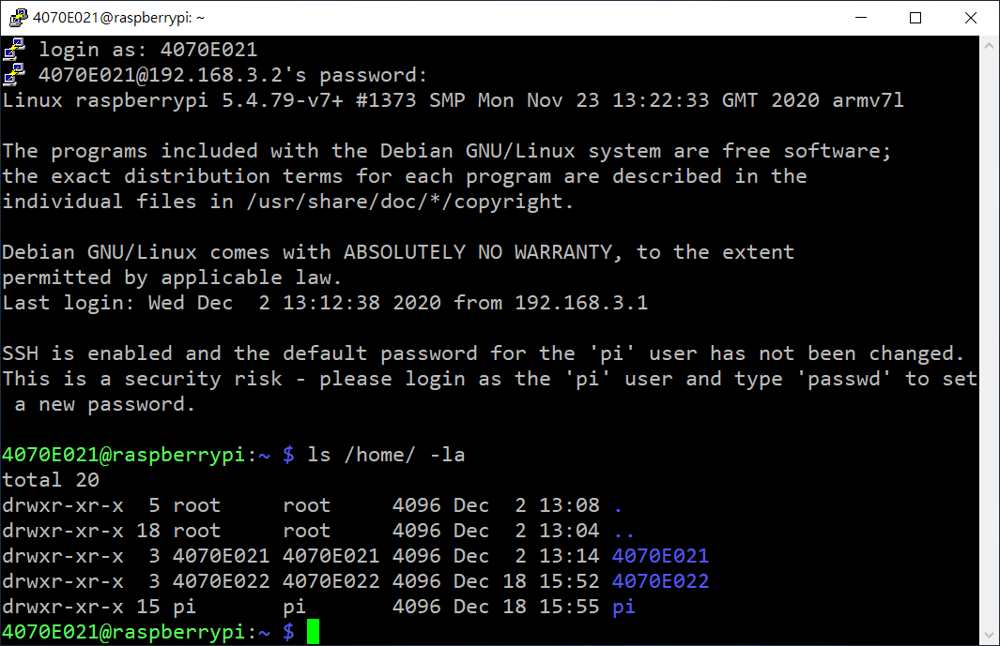 4070E021@raspberrypi: ~
login as: 4070E021
4070E021@192.168.3.2's password:
Linux raspberrypi 5.4.79-v7+ #1373 SMP Mon Nov 23 13:22:33 GMT 2020 armv7l
The programs included with the Debian GNU/Linux system are free software;
the exact distribution terms for each program are described in the
individual files in /usr/share/doc/*/copyright.
Debian GNU/Linux comes with ABSOLUTELY NO WARRANTY, to the extent
permitted by applicable law.
Last login: Wed Dec  2 13:12:38 2020 from 192.168.3.1
SSH is enabled and the default password for the 'pi' user has not been changed.
This is a security risk - please login as the 'pi' user and type 'passwd' to set
 a new password.
4070E021@raspberrypi:~ $ ls /home/ -la
total 20
drwxr-xr-x  5 root     root     4096 Dec  2 13:08 .
drwxr-xr-x 18 root     root     4096 Dec  2 13:04 ..
drwxr-xr-x  3 4070E021 4070E021 4096 Dec  2 13:14 4070E021
drwxr-xr-x  3 4070E022 4070E022 4096 Dec 18 15:52 4070E022
drwxr-xr-x 15 pi       pi       4096 Dec 18 15:55 pi
4070E021@raspberrypi:~ $